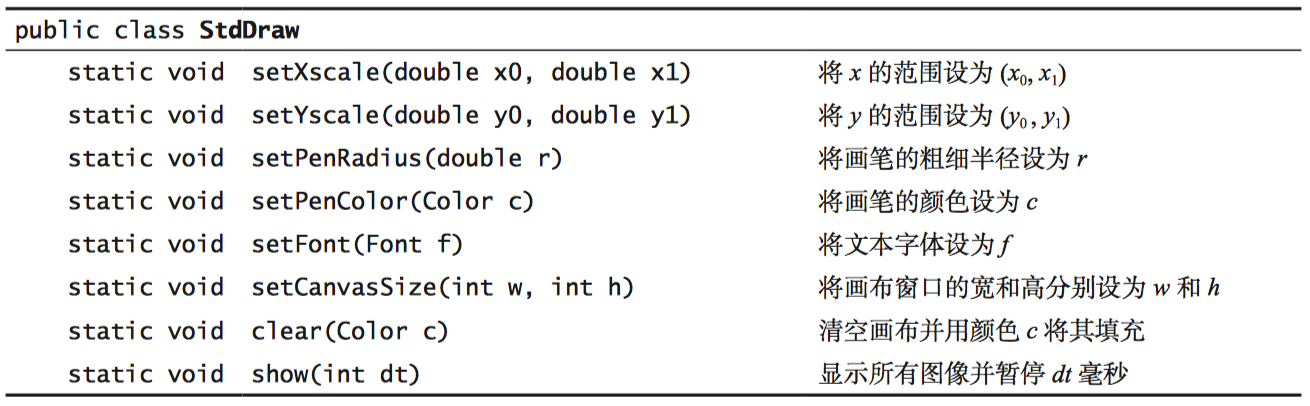 public class StdDraw
static void setXscale(double x0, double x1) 将 x 的范围设为 (x₀, x₁)
static void setYscale(double y0, double y1) 将 y 的范围设为 (y₀, y₁)
static void setPenRadius(double r) 将画笔的粗细半径设为 r
static void setPenColor(Color c) 将画笔的颜色设为 c
static void setFont(Font f) 将文本字体设为 f
static void setCanvasSize(int w, int h) 将画布窗口的宽和高分别设为 w 和 h
static void clear(Color c) 清空画布并用颜色 c 将其填充
static void show(int dt) 显示所有图像并暂停 dt 毫秒